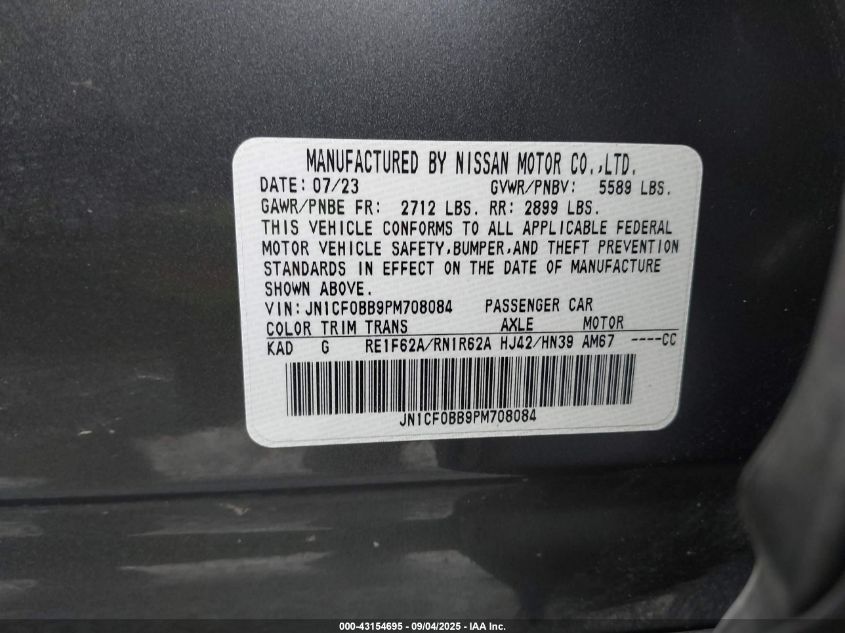 MANUFACTURED BY NISSAN MOTOR CO.,LTD.
DATE: 07/23 GVWR/PNBV: 5589 LBS.
GAWR/PNBE FR: 2712 LBS. RR: 2899 LBS.
THIS VEHICLE CONFORMS TO ALL APPLICABLE FEDERAL
MOTOR VEHICLE SAFETY,BUMPER,AND THEFT PREVENTION
STANDARDS IN EFFECT ON THE DATE OF MANUFACTURE
SHOWN ABOVE.
VIN:JN1CF0BB9PM708084 PASSENGER CAR
COLOR TRIM TRANS AXLE MOTOR
KAD G RE1F62A/RN1R62A HJ42/HN39 AM67 ----CC
JN1CF0BB9PM708084
000-43154695 - 09/04/2025 - IAA Inc.